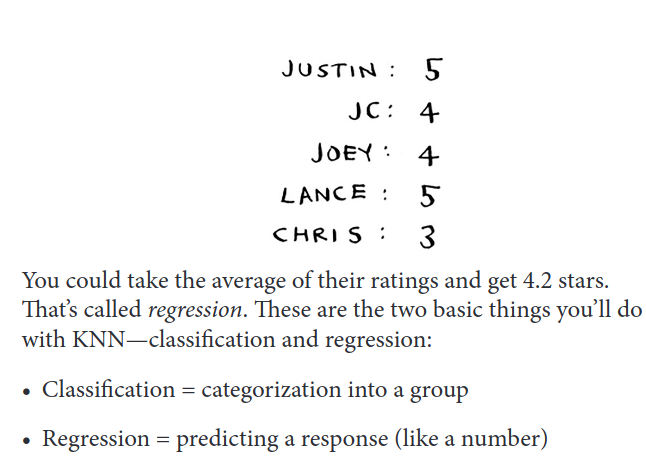 JUSTIN : 5
JC: 4
JOEY : 4
LANCE : 5
CHRIS : 3
You could take the average of their ratings and get 4.2 stars.
That’s called regression. These are the two basic things you’ll do
with KNN—classification and regression:
• Classification = categorization into a group
• Regression = predicting a response (like a number)